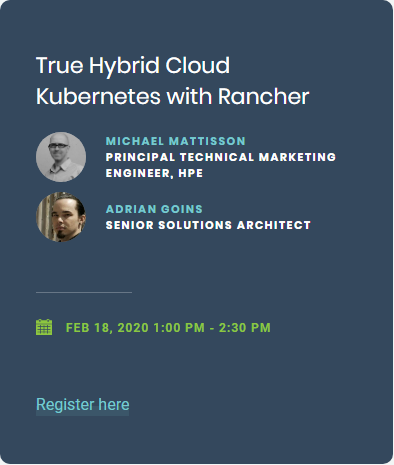 True Hybrid Cloud
Kubernetes with Rancher
MICHAEL MATTISSON
PRINCIPAL TECHNICAL MARKETING
ENGINEER, HPE
ADRIAN GOINS
SENIOR SOLUTIONS ARCHITECT
FEB 18, 2020 1:00 PM - 2:30 PM
Register here